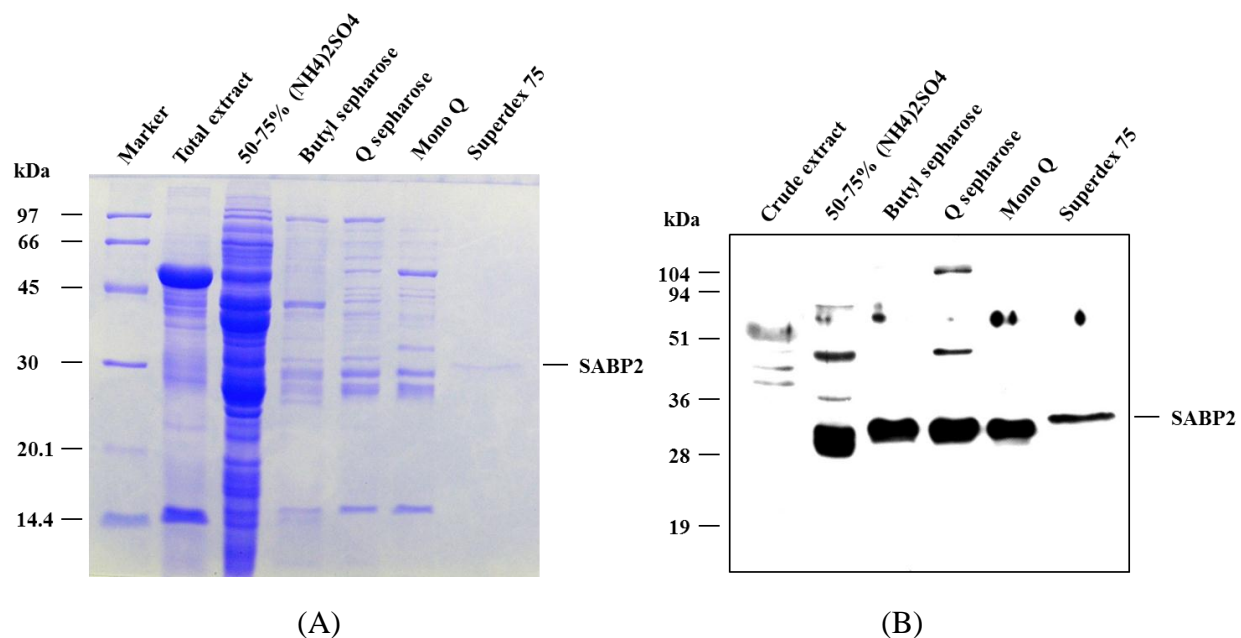 Marker
Total extract
50-75% (NH4)2SO4
Butyl sepharose
Q sepharose
Mono Q
Superdex 75
kDa
97
66
45
30
20.1
14.4
SABP2
(A)
Crude extract
50-75% (NH4)2SO4
Butyl sepharose
Q sepharose
Mono Q
Superdex 75
kDa
104
94
51
36
28
19
SABP2
(B)